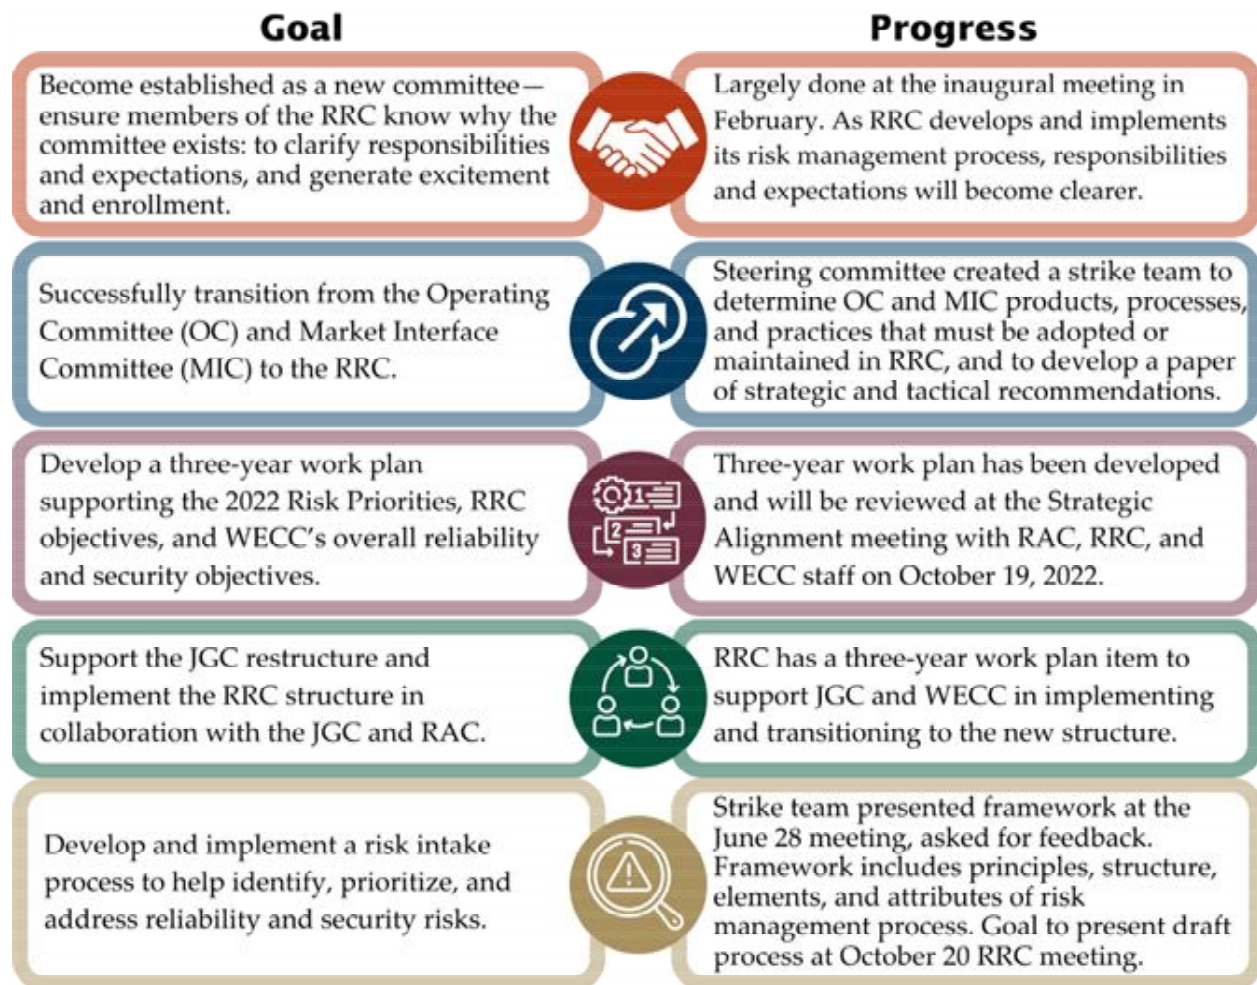 Goal
Progress
Become established as a new committee—
ensure members of the RRC know why the
committee exists: to clarify responsibilities
and expectations, and generate excitement
and enrollment.
Largely done at the inaugural meeting in
February. As RRC develops and implements
its risk management process, responsibilities
and expectations will become clearer.
Successfully transition from the Operating
Committee (OC) and Market Interface
Committee (MIC) to the RRC.
Steering committee created a strike team to
determine OC and MIC products, processes,
and practices that must be adopted or
maintained in RRC, and to develop a paper
of strategic and tactical recommendations.
Develop a three-year work plan
supporting the 2022 Risk Priorities, RRC
objectives, and WECC's overall reliability
and security objectives.
1
2
3
Three-year work plan has been developed
and will be reviewed at the Strategic
Alignment meeting with RAC, RRC, and
WECC staff on October 19, 2022.
Support the JGC restructure and
implement the RRC structure in
collaboration with the JGC and RAC.
RRC has a three-year work plan item to
support JGC and WECC in implementing
and transitioning to the new structure.
Develop and implement a risk intake
process to help identify, prioritize, and
address reliability and security risks.
Strike team presented framework at the
June 28 meeting, asked for feedback.
Framework includes principles, structure,
elements, and attributes of risk
management process. Goal to present draft
process at October 20 RRC meeting.